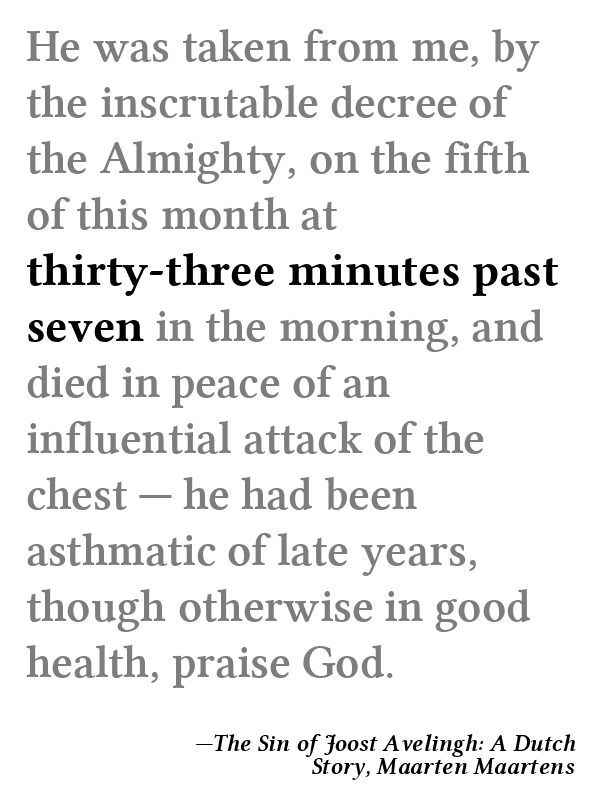 He was taken from me, by
the inscrutable decree of
the Almighty, on the fifth
of this month at
thirty-three minutes past
seven in the morning, and
died in peace of an
influential attack of the
chest — he had been
asthmatic of late years,
though otherwise in good
health, praise God.
—The Sin of Joost Avelingh: A Dutch
Story, Maarten Maartens